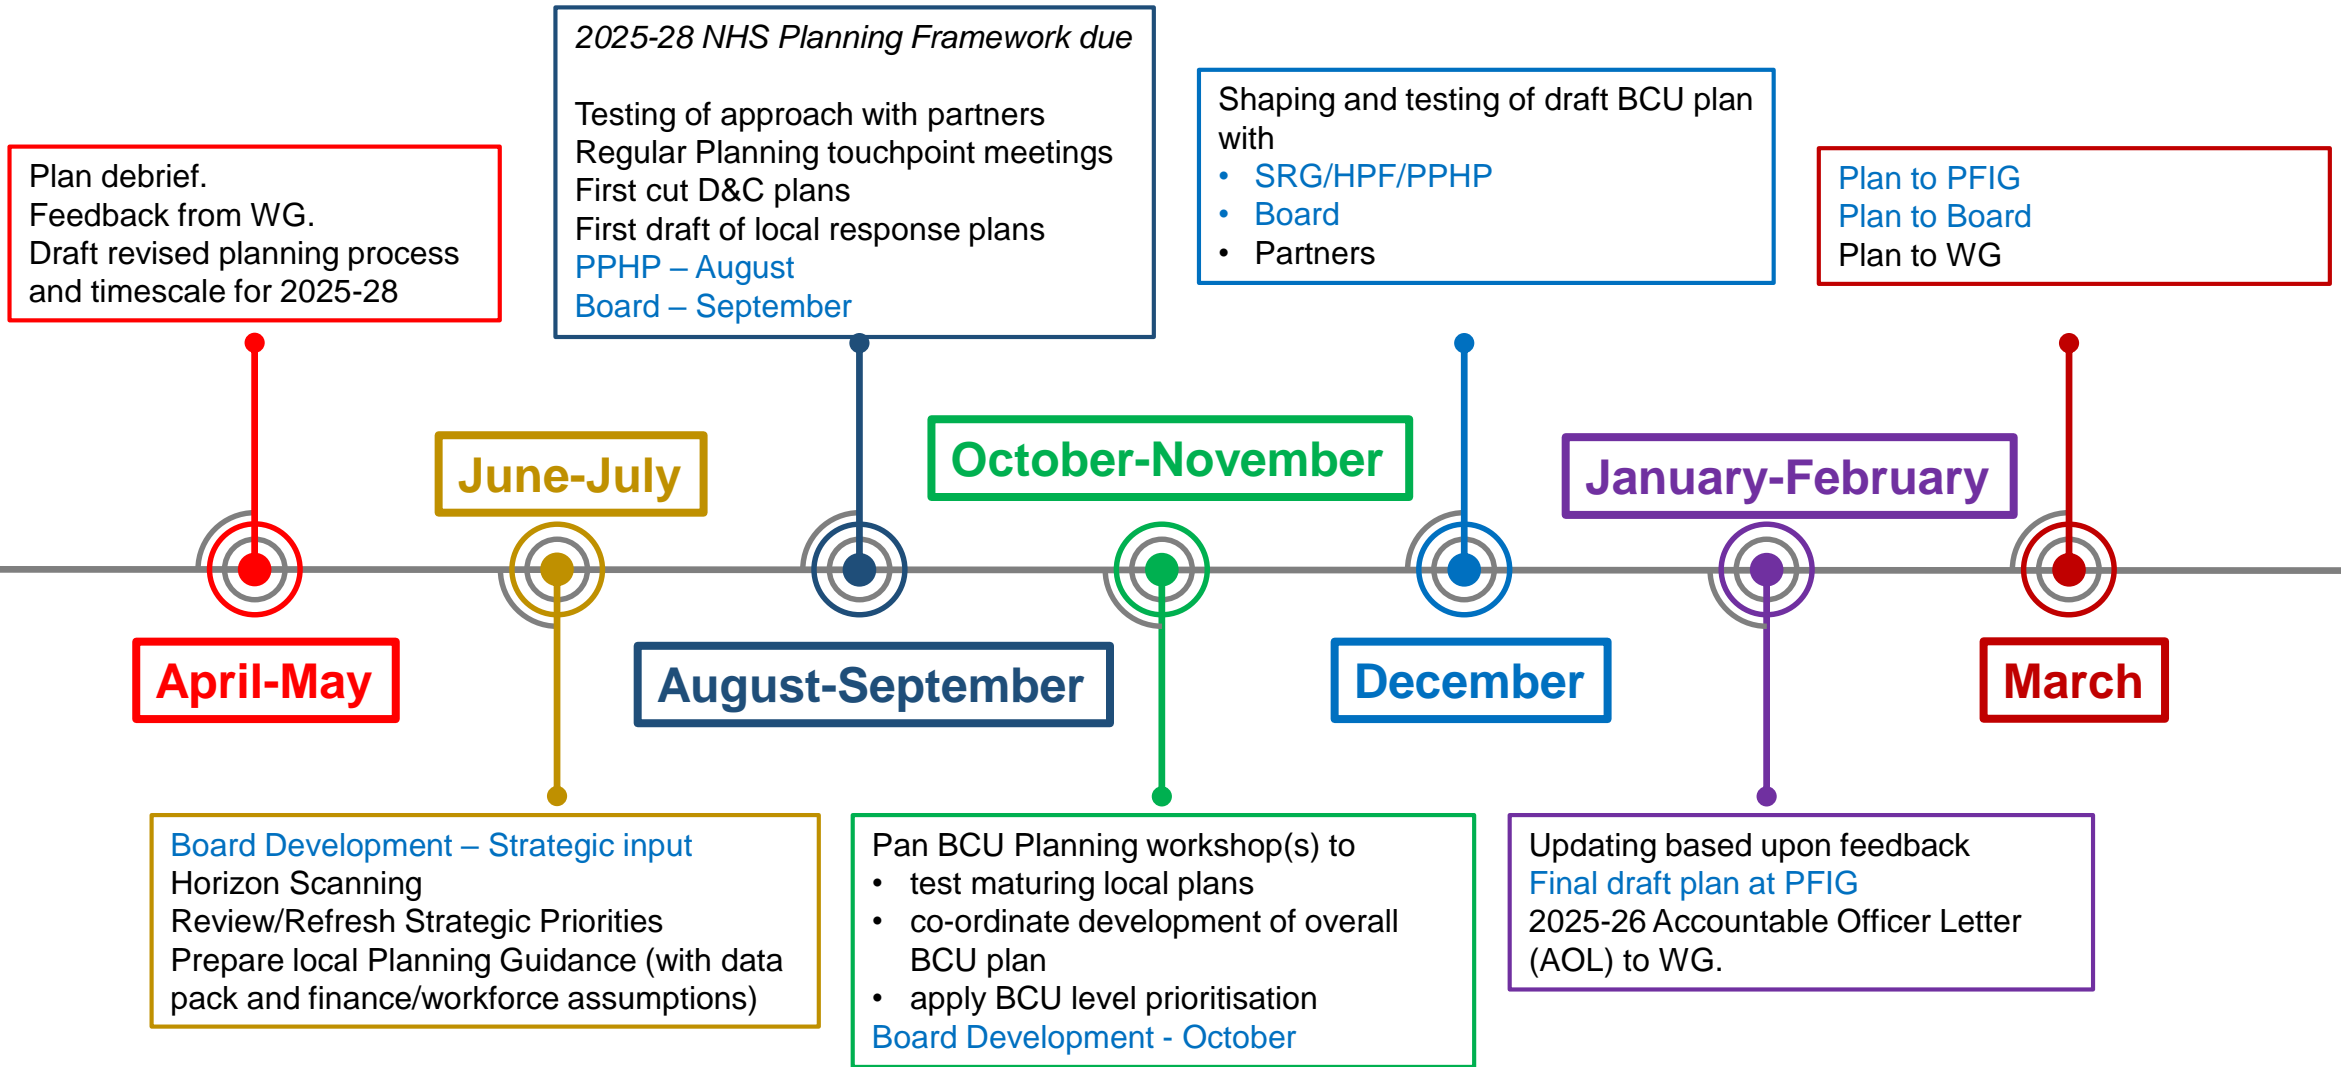 Plan debrief.
Feedback from WG.
Draft revised planning process
and timescale for 2025-28
April-May
June-July
Board Development – Strategic input
Horizon Scanning
Review/Refresh Strategic Priorities
Prepare local Planning Guidance (with data
pack and finance/workforce assumptions)
2025-28 NHS Planning Framework due
Testing of approach with partners
Regular Planning touchpoint meetings
First cut D&C plans
First draft of local response plans
PPHP – August
Board – September
August-September
October-November
Pan BCU Planning workshop(s) to
• test maturing local plans
• co-ordinate development of overall
BCU plan
• apply BCU level prioritisation
Board Development - October
Shaping and testing of draft BCU plan
with
• SRG/HPF/PPHP
• Board
• Partners
December
January-February
Updating based upon feedback
Final draft plan at PFIG
2025-26 Accountable Officer Letter
(AOL) to WG.
Plan to PFIG
Plan to Board
Plan to WG
March